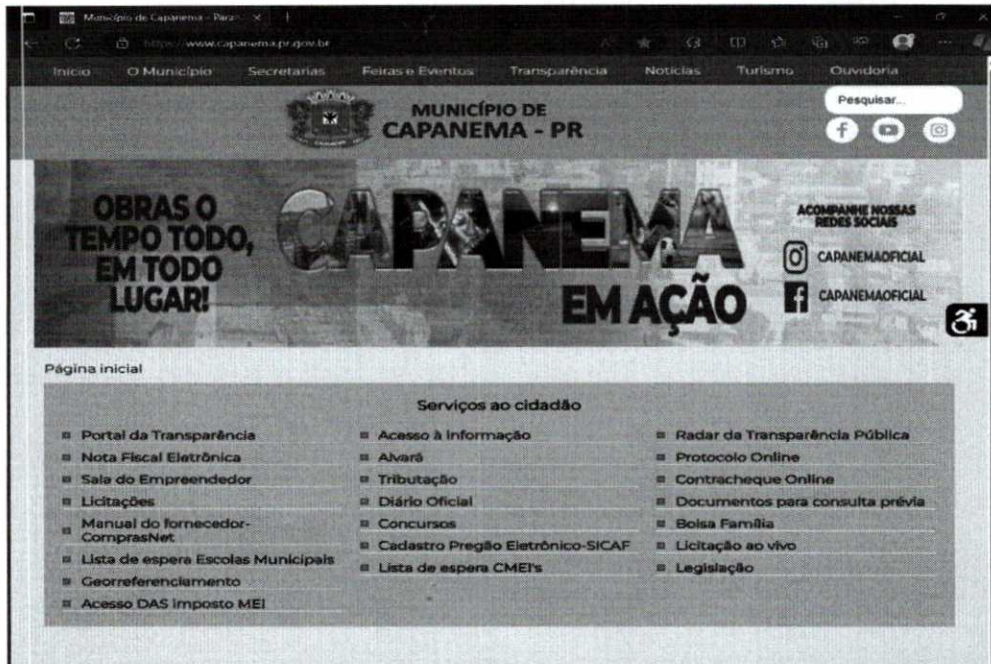 Município de Capanema - Para
https://www.capanema.pr.gov.br
Início O Município Secretarias Feiras e Eventos Transparência Notícias Turismo Ouvidoria
Pesquisar...
MUNICÍPIO DE
CAPANEMA - PR
OBRAS O
TEMPO TODO,
EM TODO
LUGAR!
CAPANEMA
EM AÇÃO
ACOMPANHE NOSSAS
REDES SOCIAIS
CAPANEMAOFICIAL
CAPANEMAOFICIAL
Página inicial
Serviços ao cidadão
Portal da Transparência
Nota Fiscal Eletrônica
Sala do Empreendedor
Licitações
Manual do fornecedor-
ComprasNet
Lista de espera Escolas Municipais
Georreferenciamento
Acesso DAS imposto MEI
Acesso à informação
Alvará
Tributação
Diário Oficial
Concursos
Cadastro Pregão Eletrônico-SICAF
Lista de espera CMEI's
Radar da Transparência Pública
Protocolo Online
Contracheque Online
Documentos para consulta prévia
Bolsa Família
Licitação ao vivo
Legislação